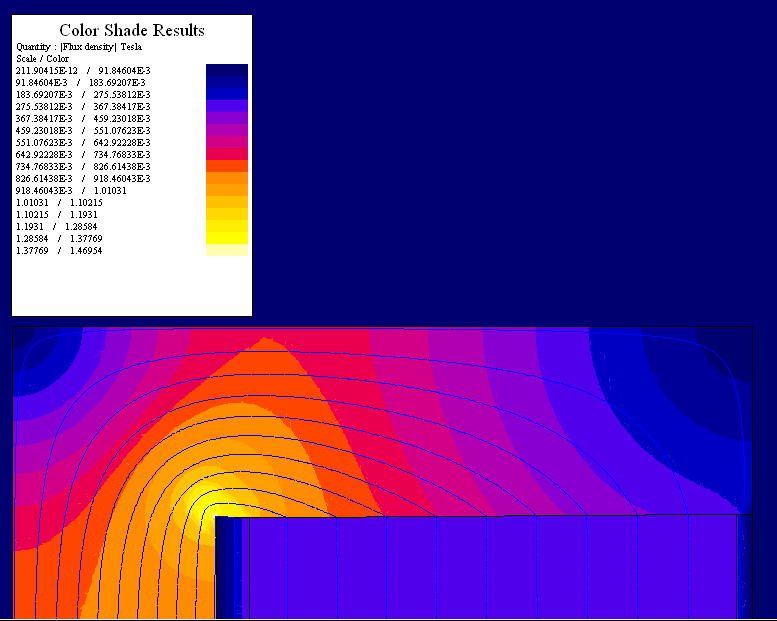 Color Shade Results
Quantity : |Flux density| Tesla
Scale / Color
211.90415E-12 / 91.84604E-3
91.84604E-3 / 183.69207E-3
183.69207E-3 / 275.53812E-3
275.53812E-3 / 367.38417E-3
367.38417E-3 / 459.23018E-3
459.23018E-3 / 551.07623E-3
551.07623E-3 / 642.92228E-3
642.92228E-3 / 734.76833E-3
734.76833E-3 / 826.61438E-3
826.61438E-3 / 918.46043E-3
918.46043E-3 / 1.01031
1.01031 / 1.10215
1.10215 / 1.1931
1.1931 / 1.28584
1.28584 / 1.37769
1.37769 / 1.46954